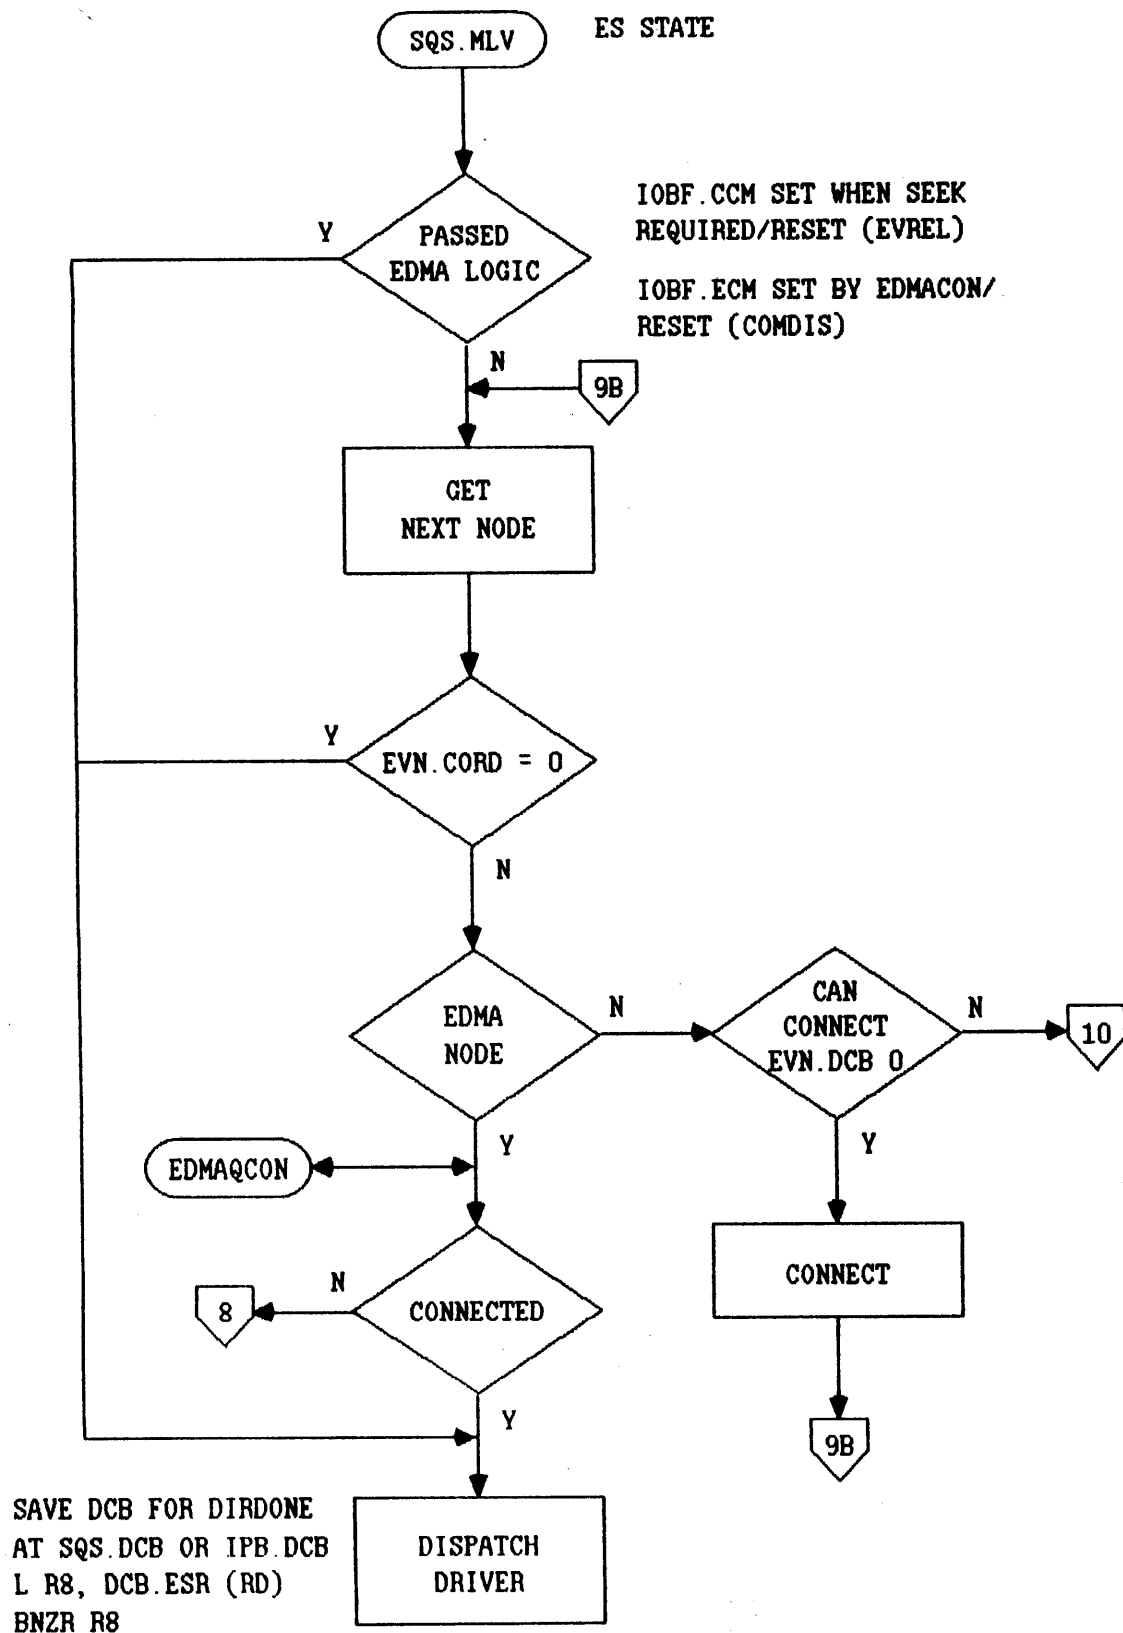 SQS.MLV
ES STATE
IOBF.CCM SET WHEN SEEK
REQUIRED/RESET (EVREL)
IOBF.ECM SET BY EDMACON/
RESET (COMDIS)
Y
PASSED
EDMA LOGIC
N
9B
GET
NEXT NODE
Y
EVN.CORD = 0
N
EDMA
NODE
N
CAN
CONNECT
EVN.DCB 0
N
10
Y
EDMAQCON
Y
CONNECT
N
8
CONNECTED
Y
9B
SAVE DCB FOR DIRDONE
AT SQS.DCB OR IPB.DCB
L R8, DCB.ESR (RD)
BNZR R8
DISPATCH
DRIVER